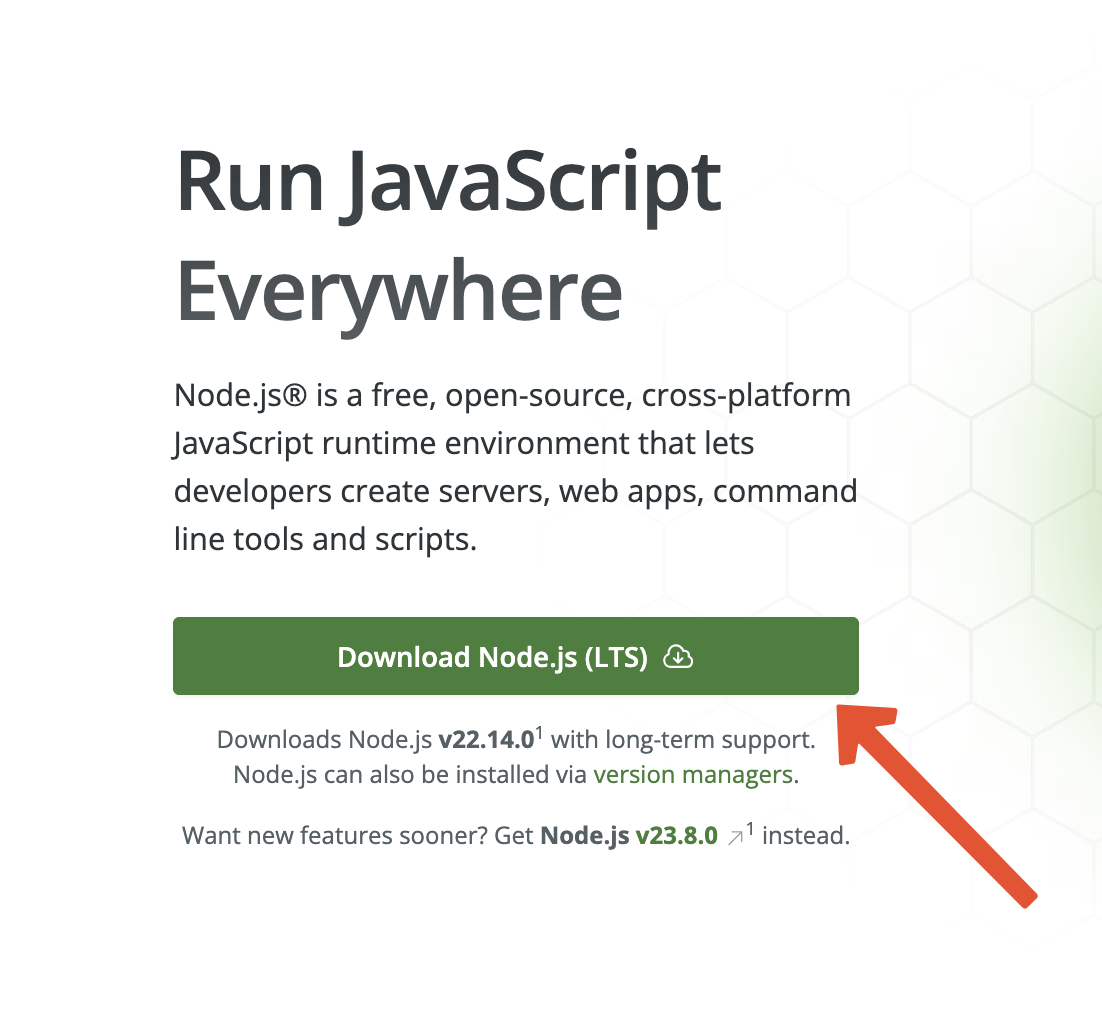 Run JavaScript
Everywhere
Node.js® is a free, open-source, cross-platform
JavaScript runtime environment that lets
developers create servers, web apps, command
line tools and scripts.
Download Node.js (LTS)
Downloads Node.js v22.14.0¹ with long-term support.
Node.js can also be installed via version managers.
Want new features sooner? Get Node.js v23.8.0 ↗¹ instead.